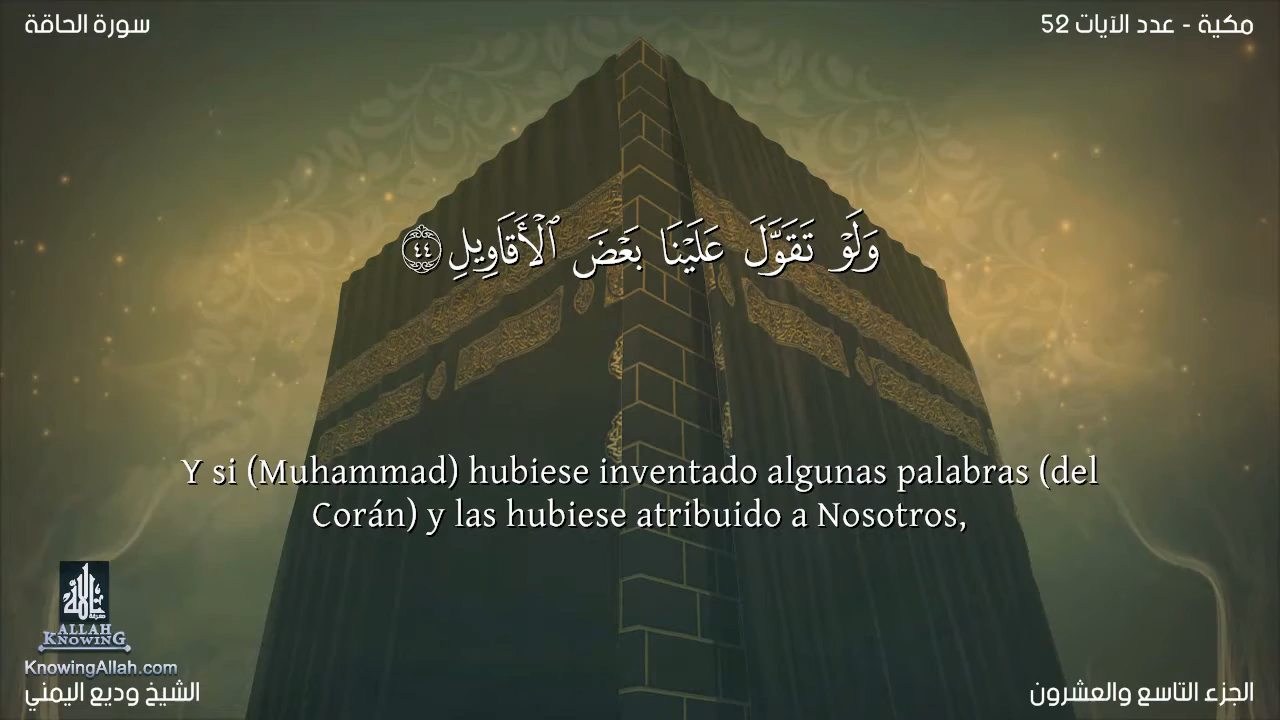 سورة الحاقة
مكية - عدد الآيات 52
وَلَوْ تَقَوَّلَ عَلَيْنَا بَعْضَ ٱلْأَقَاوِيلِ ٤٤
Y si (Muhammad) hubiese inventado algunas palabras (del
Corán) y las hubiese atribuido a Nosotros,
ALLAH
KNOWING
KnowingAllah.com
الشيخ وديع اليمني
الجزء التاسع والعشرون